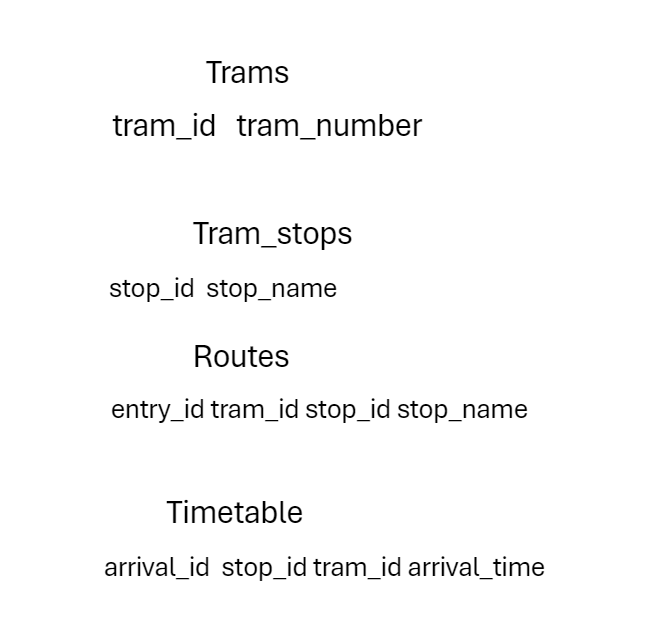 Trams
tram_id tram_number
Tram_stops
stop_id stop_name
Routes
entry_id tram_id stop_id stop_name
Timetable
arrival_id stop_id tram_id arrival_time